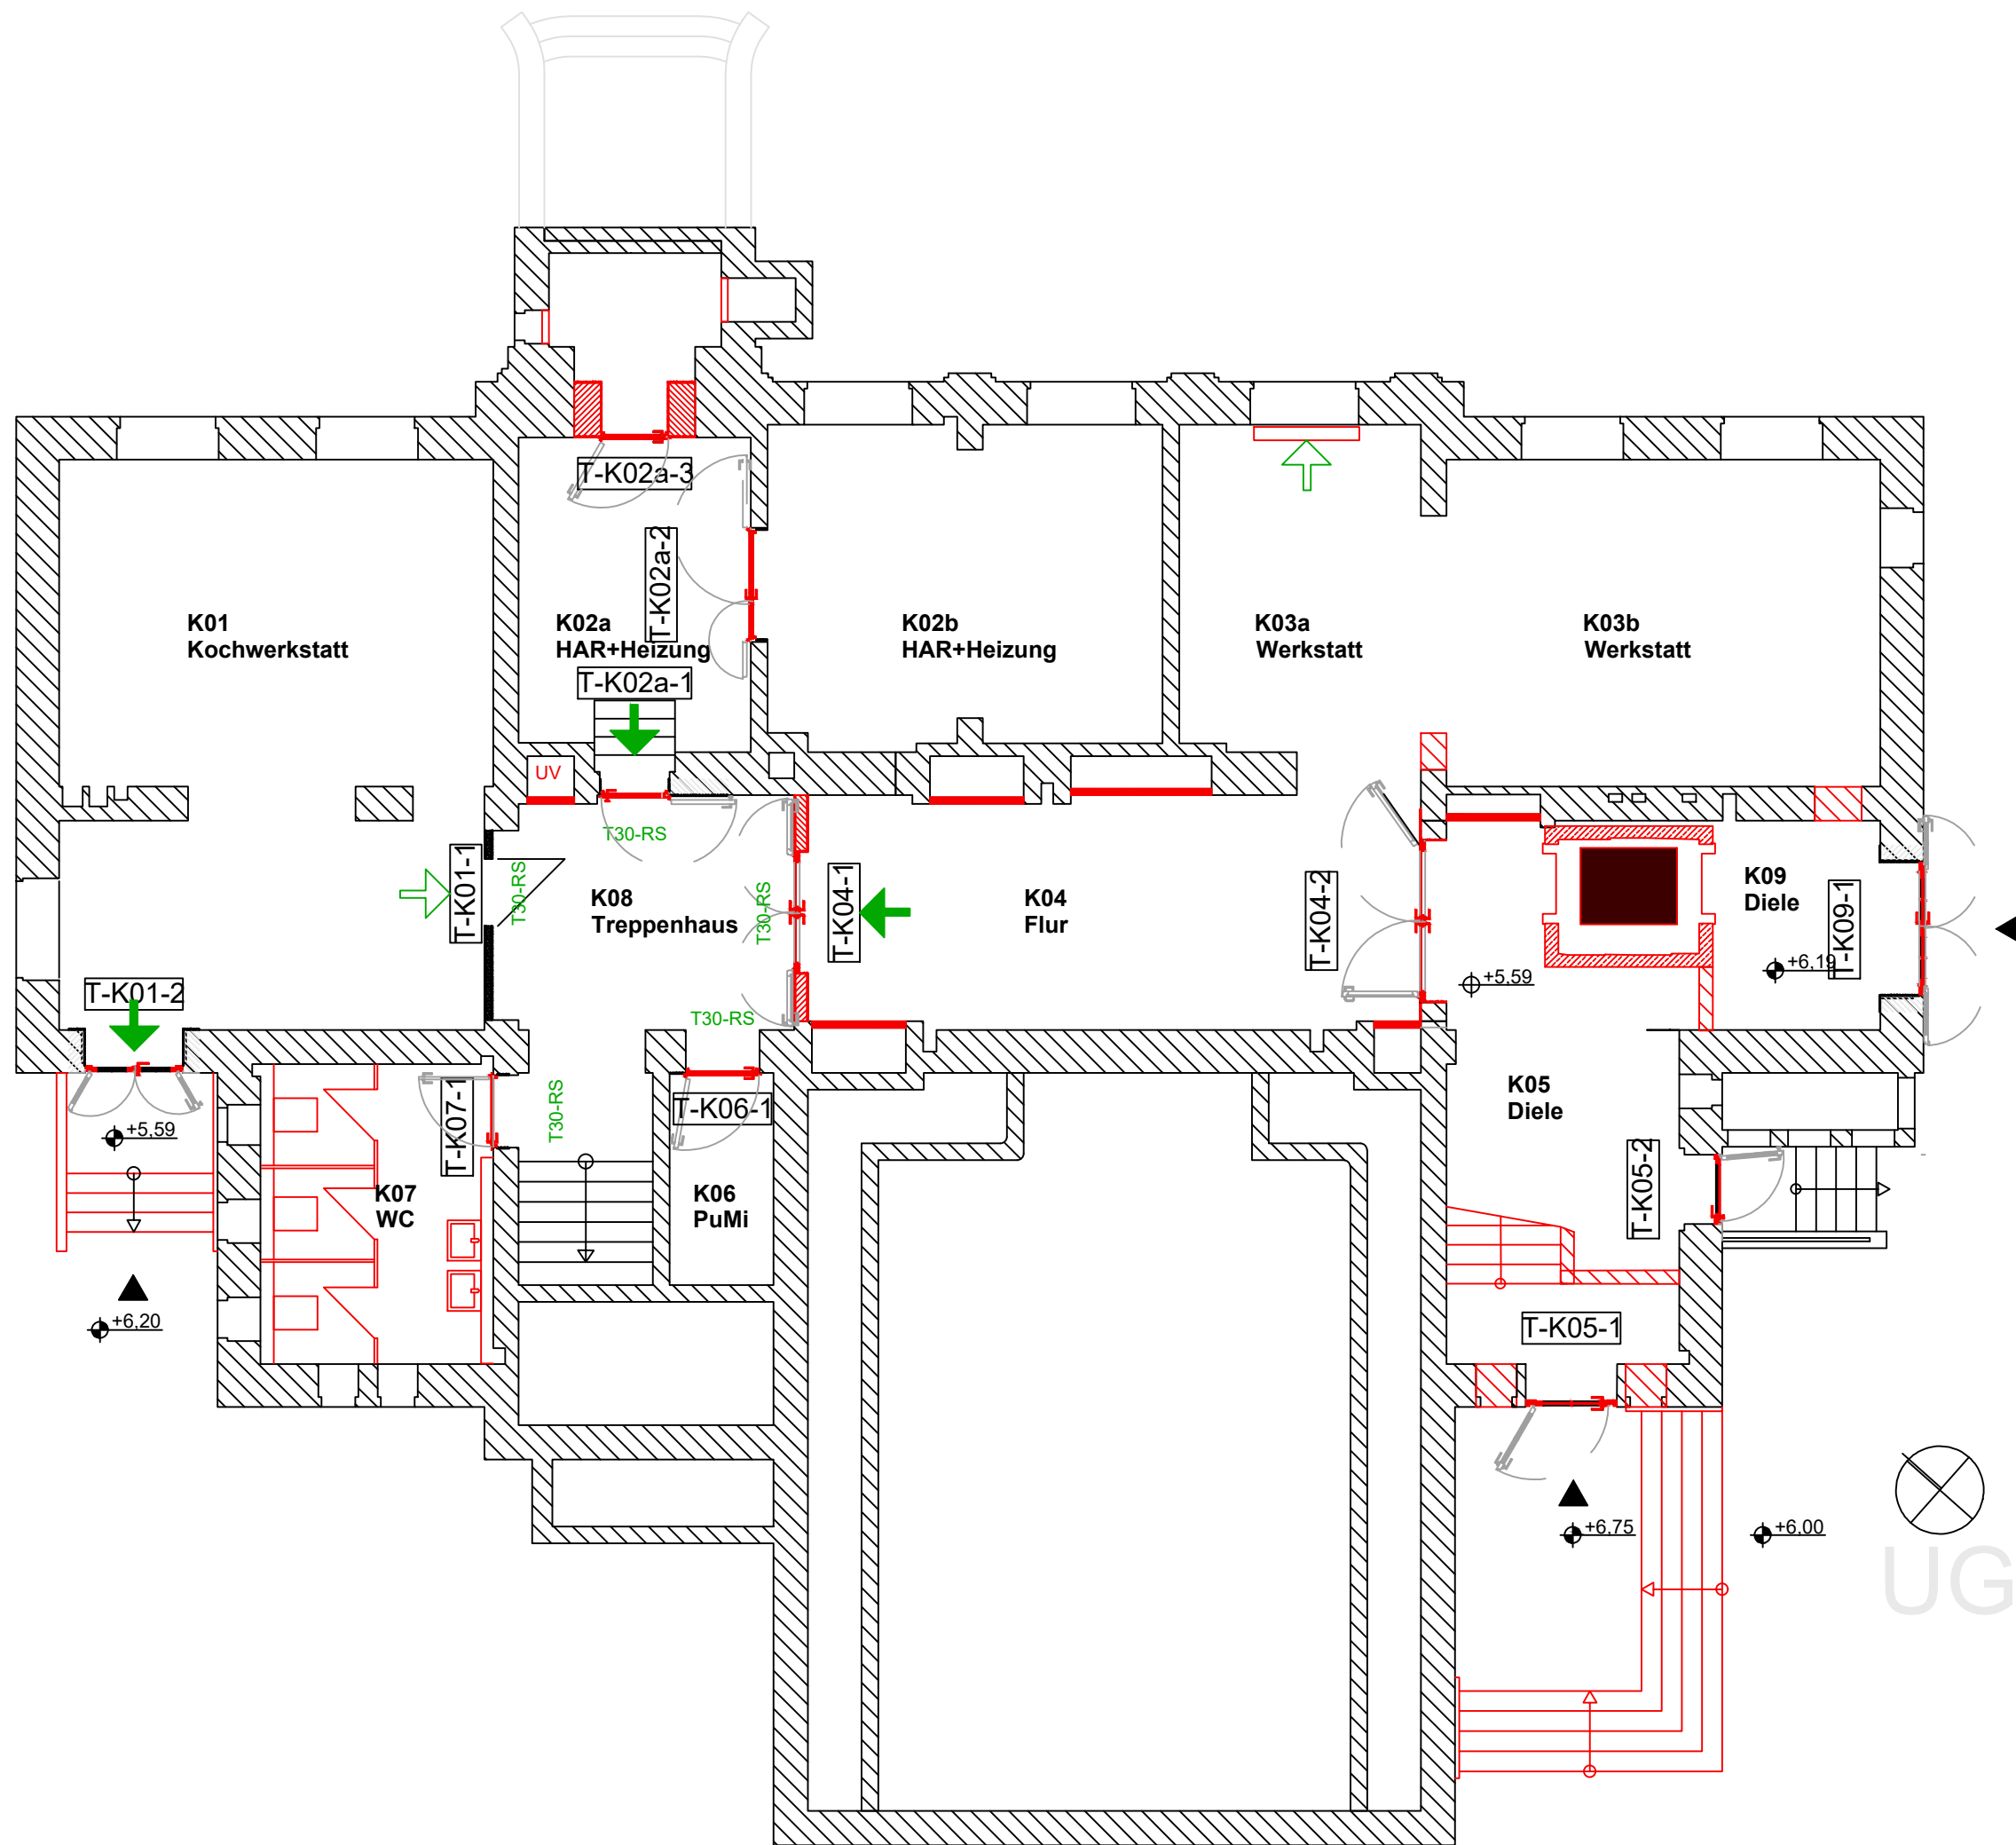 T-K02a-3
T-K02a-2
K01
Kochwerkstatt
K02a
HAR+Heizung
K02b
HAR+Heizung
K03a
Werkstatt
K03b
Werkstatt
T-K02a-1
UV
T30-RS
T-K01-1
T30-RS
K08
Treppenhaus
T30-RS
T-K04-1
K04
Flur
T-K04-2
K09
Diele
T-K09-1
+5,59
+6,19
T-K01-2
T30-RS
T-K07-1
T30-RS
T-K06-1
K05
Diele
+5,59
T-K05-2
K07
WC
K06
PuMi
+6,20
T-K05-1
+6,75
+6,00
UG